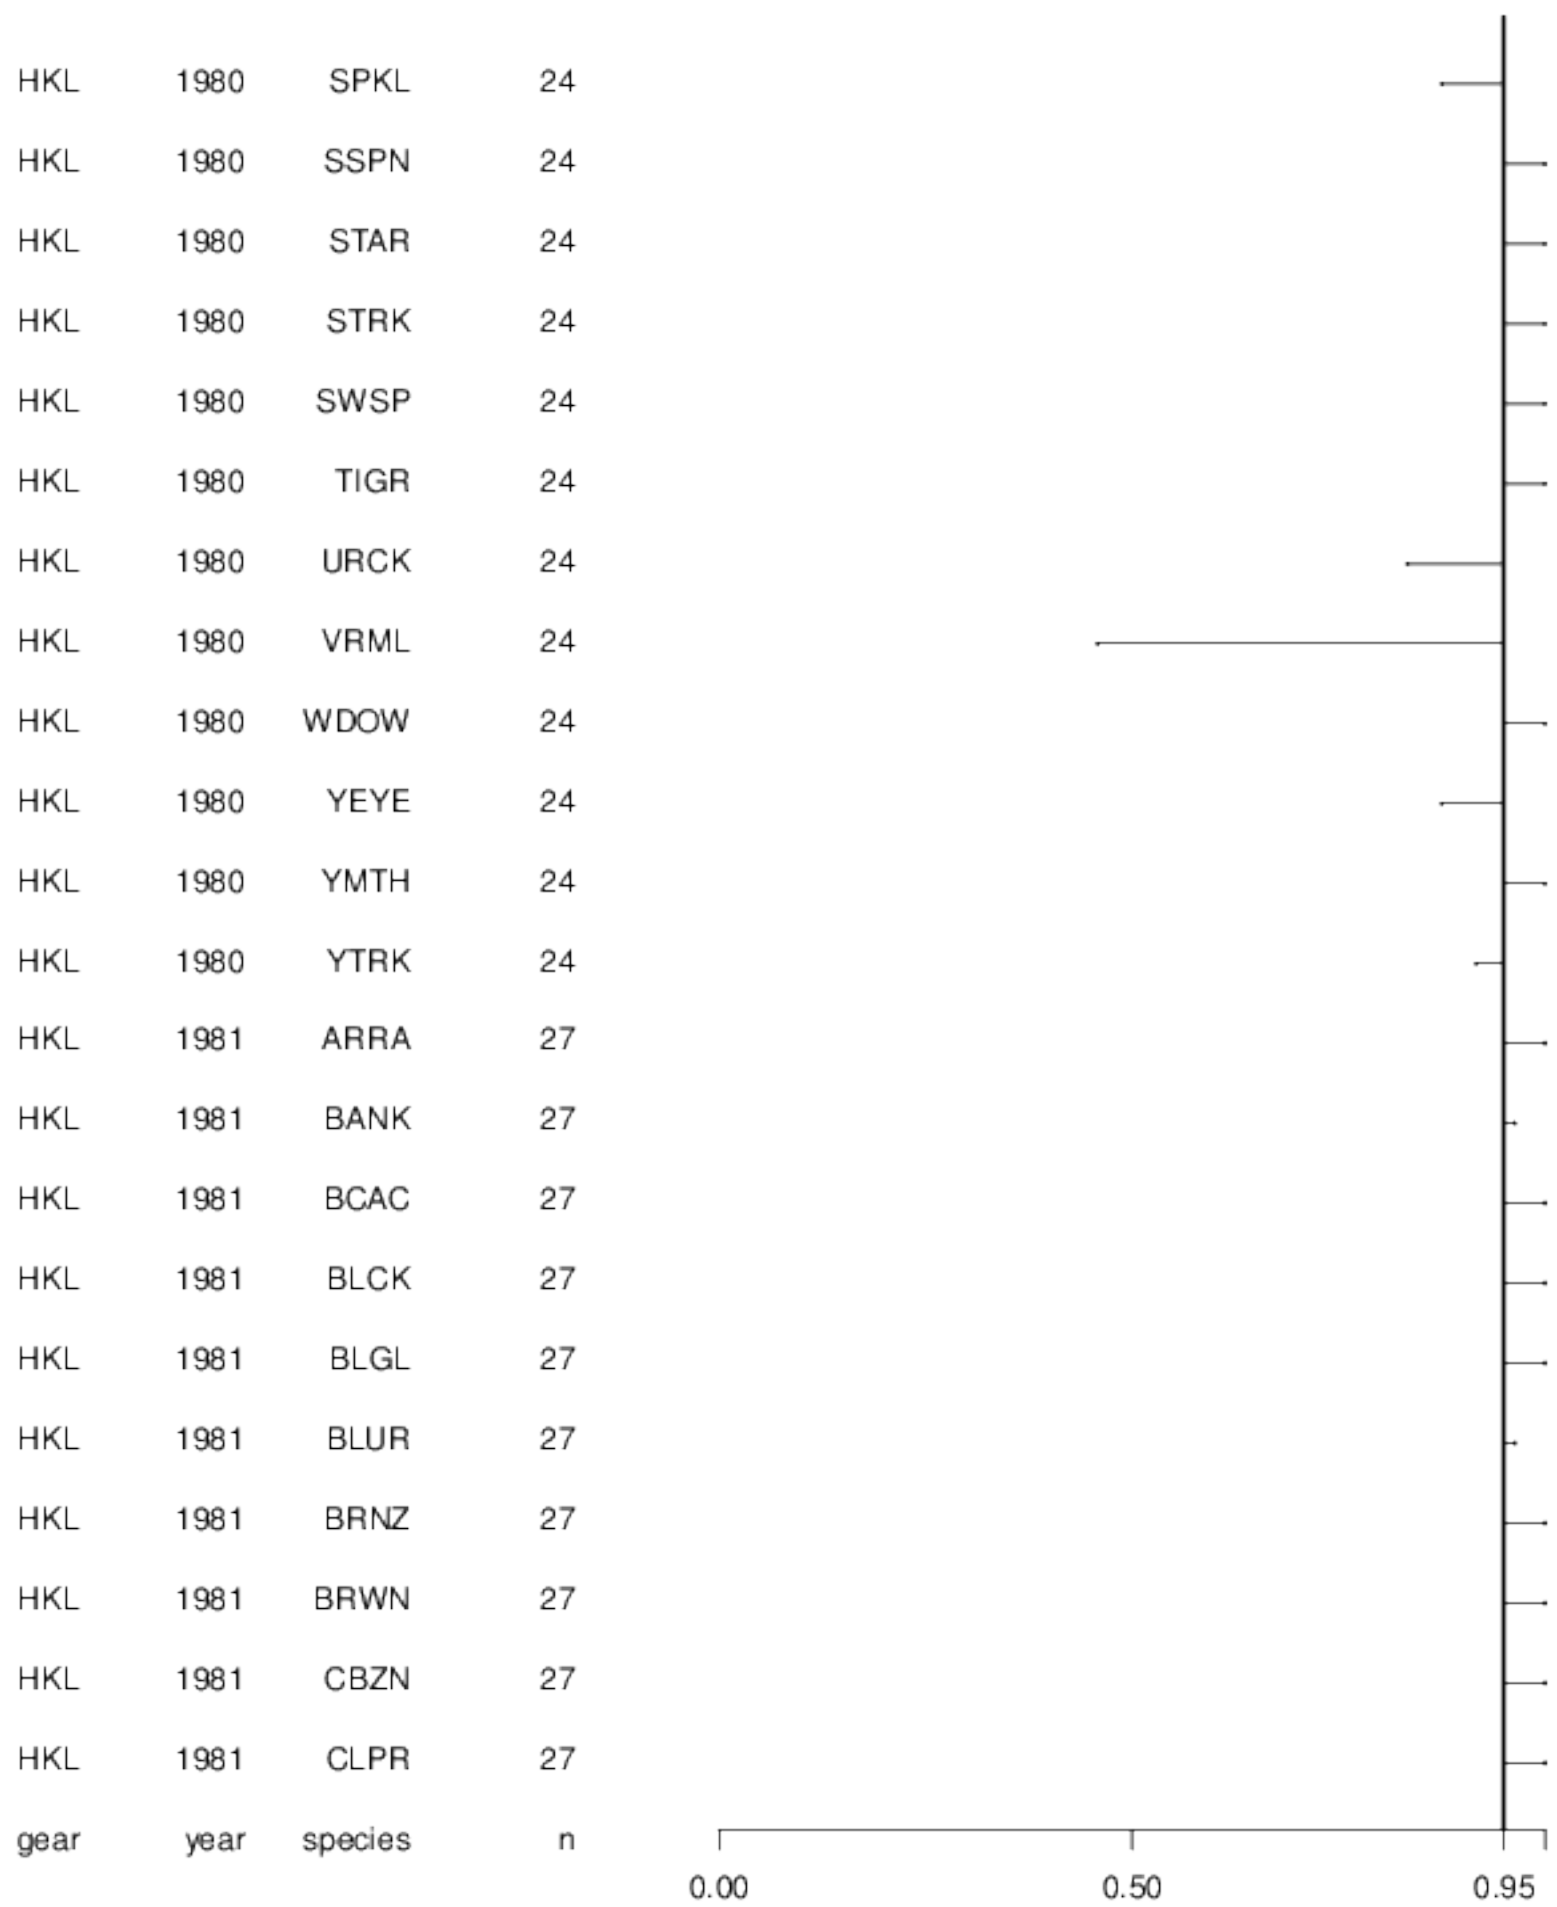 HKL 1980 SPKL 24
HKL 1980 SSPN 24
HKL 1980 STAR 24
HKL 1980 STRK 24
HKL 1980 SWSP 24
HKL 1980 TIGR 24
HKL 1980 URCK 24
HKL 1980 VRML 24
HKL 1980 WDOW 24
HKL 1980 YEYE 24
HKL 1980 YMTH 24
HKL 1980 YTRK 24
HKL 1981 ARRA 27
HKL 1981 BANK 27
HKL 1981 BCAC 27
HKL 1981 BLCK 27
HKL 1981 BLGL 27
HKL 1981 BLUR 27
HKL 1981 BRNZ 27
HKL 1981 BRWN 27
HKL 1981 CBZN 27
HKL 1981 CLPR 27
gear year species n
0.00 0.50 0.95